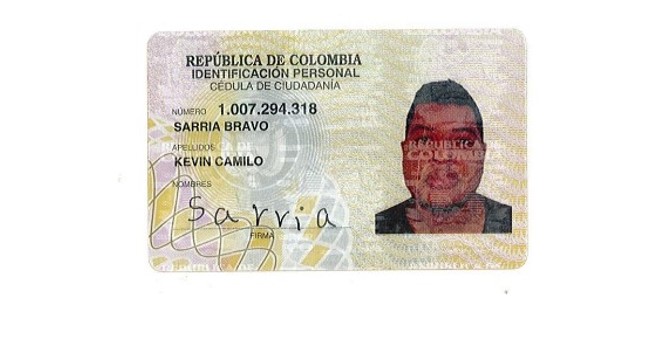 REPÚBLICA DE COLOMBIA
IDENTIFICACIÓN PERSONAL
CÉDULA DE CIUDADANÍA
NÚMERO 1.007.294.318
SARRIA BRAVO
APELLIDOS
KEVIN CAMILO
NOMBRES
Sarria
FIRMA
REPÚBLICA DE
COLOMBIA